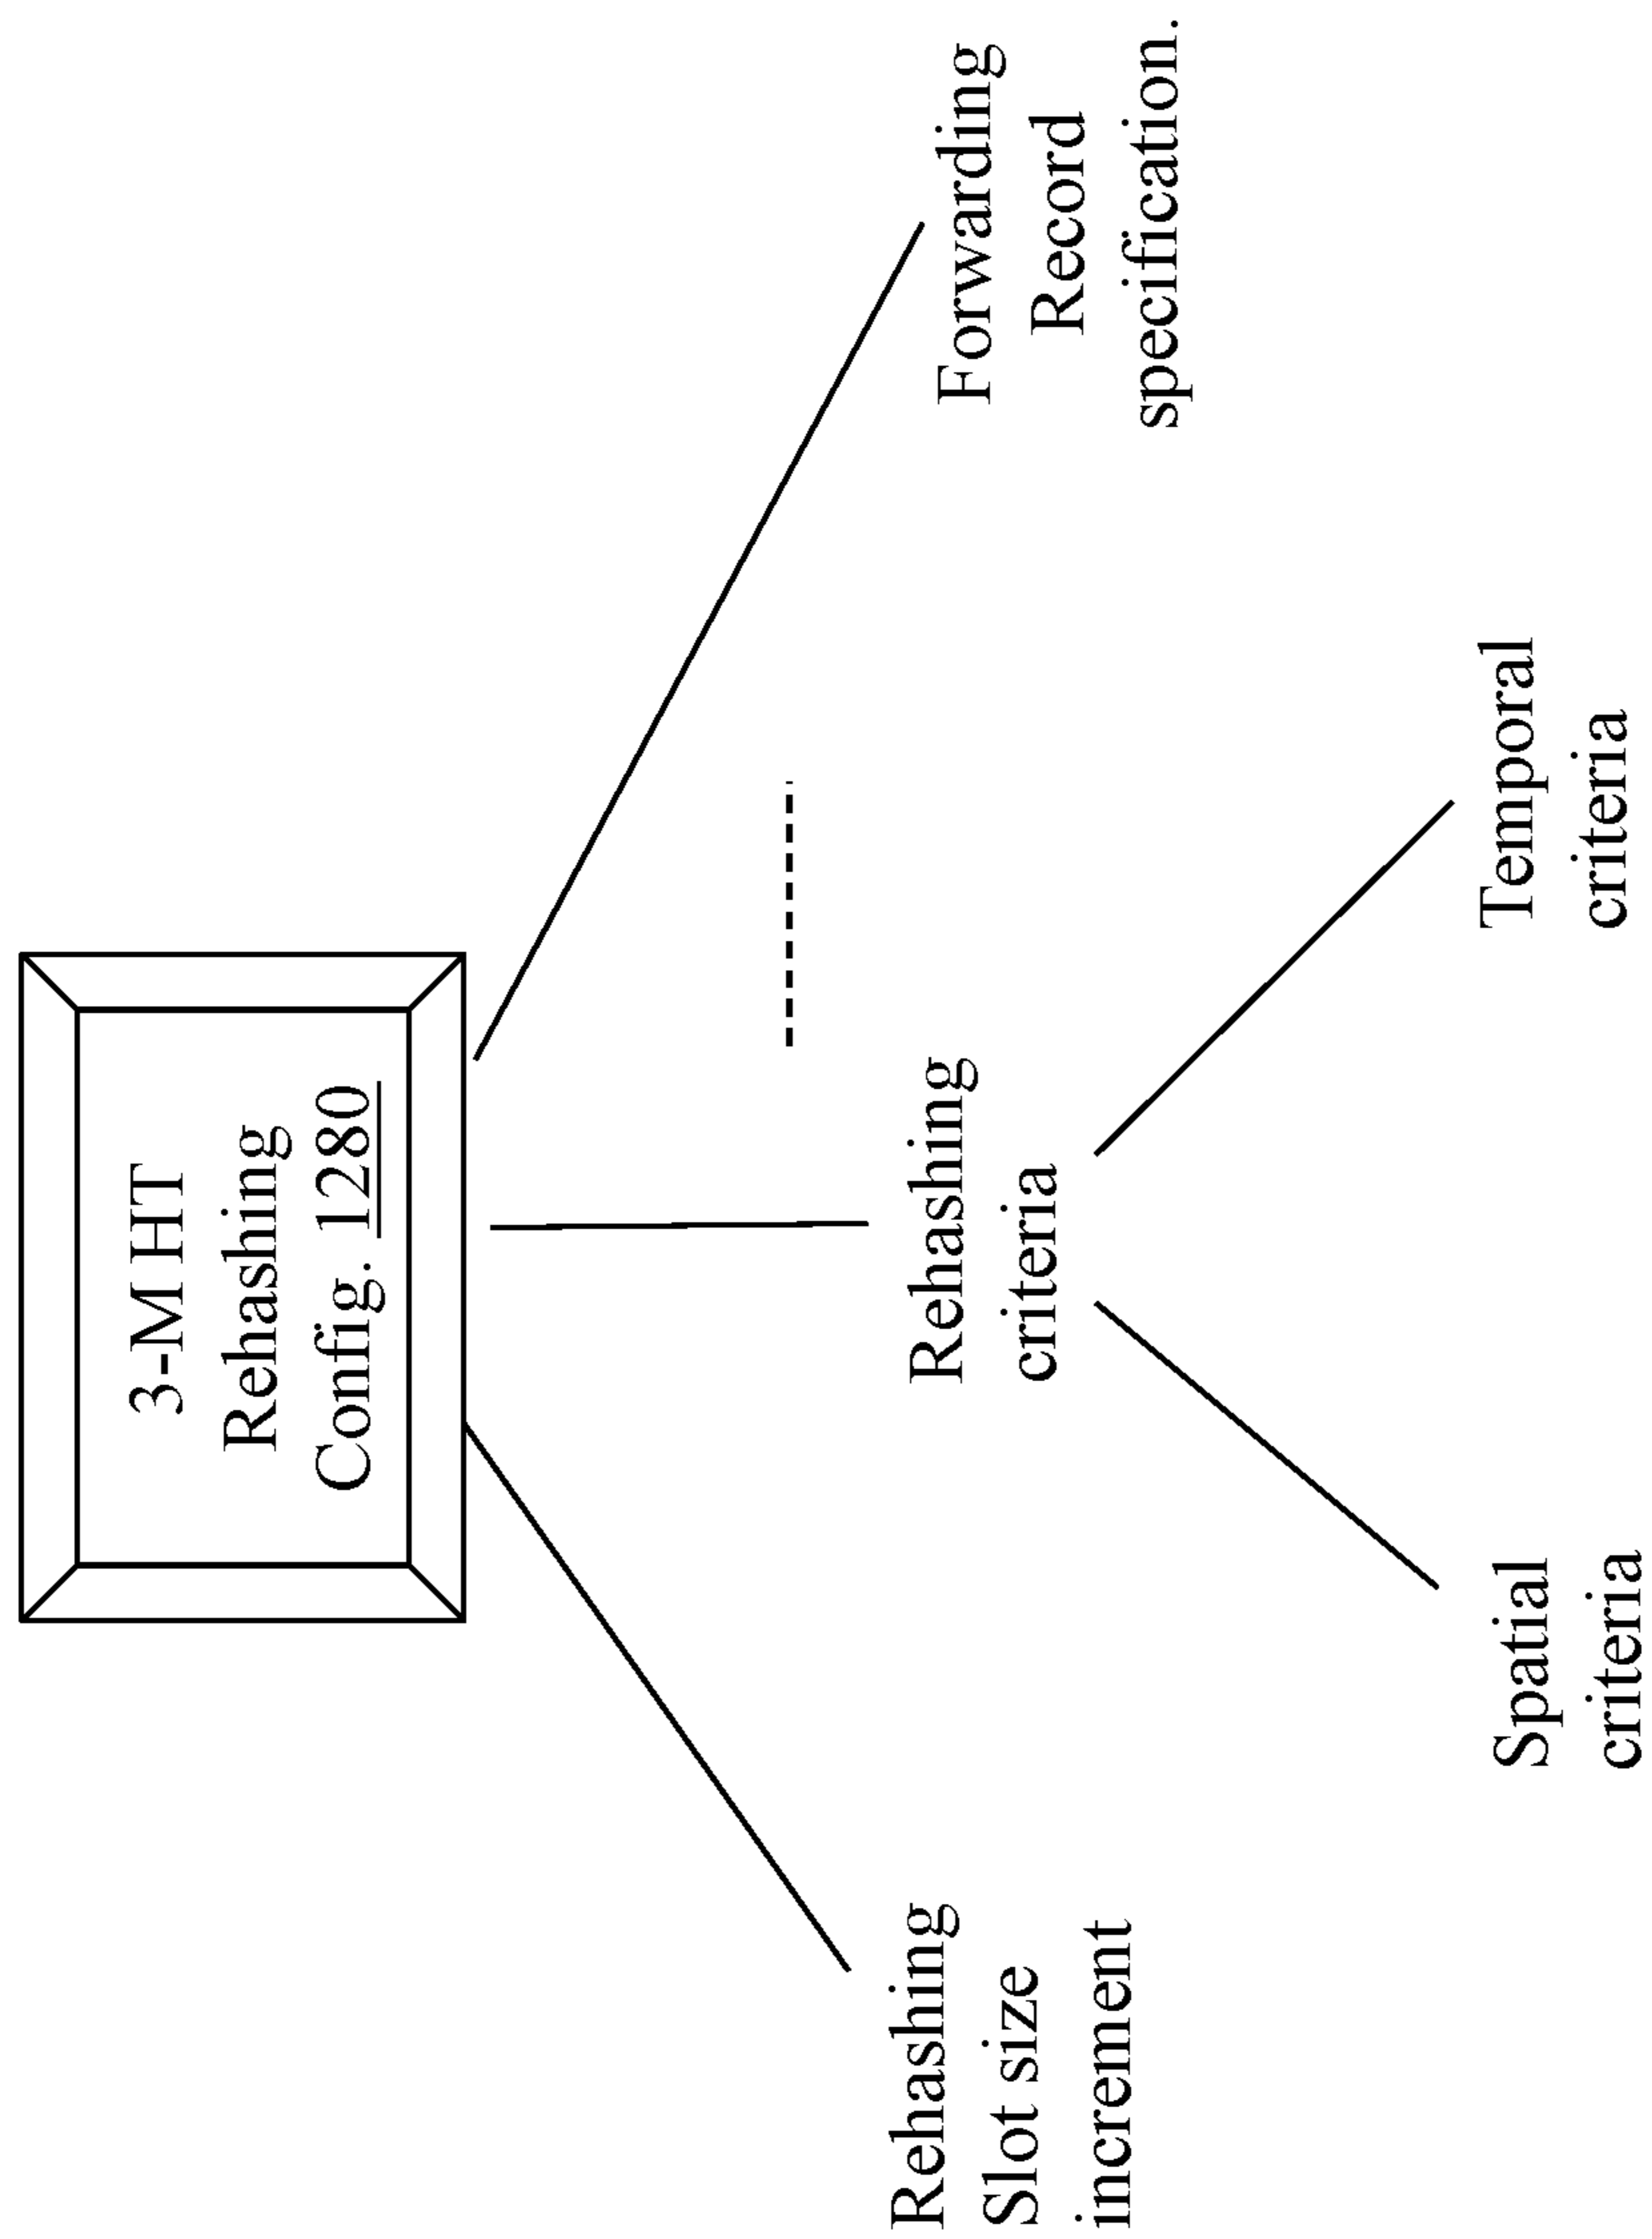 3-M HT
Rehashing
Config. 1280
Rehashing
Slot size
increment
Rehashing
criteria
Forwarding
Record
specification.
Spatial
criteria
Temporal
criteria